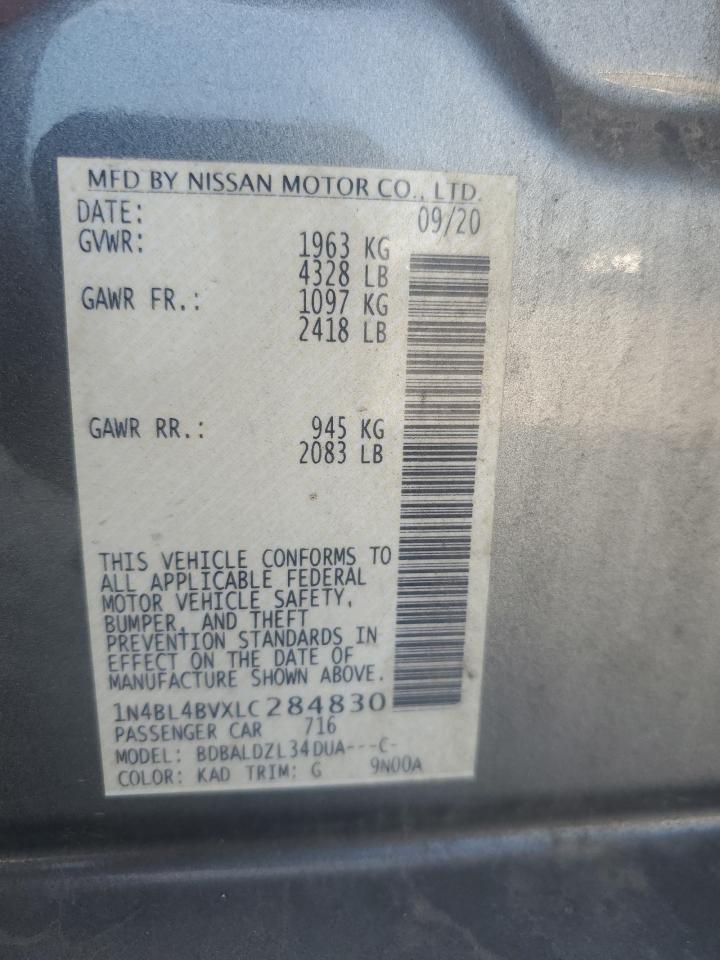 MFD BY NISSAN MOTOR CO., LTD.
DATE: 09/20
GVWR: 1963 KG
4328 LB
GAWR FR.: 1097 KG
2418 LB
GAWR RR.: 945 KG
2083 LB
THIS VEHICLE CONFORMS TO
ALL APPLICABLE FEDERAL
MOTOR VEHICLE SAFETY,
BUMPER, AND THEFT
PREVENTION STANDARDS IN
EFFECT ON THE DATE OF
MANUFACTURE SHOWN ABOVE.
1N4BL4BVXLC284830
PASSENGER CAR 716
MODEL: BDBALDZL34DUA---C-
COLOR: KAD TRIM: G 9N00A